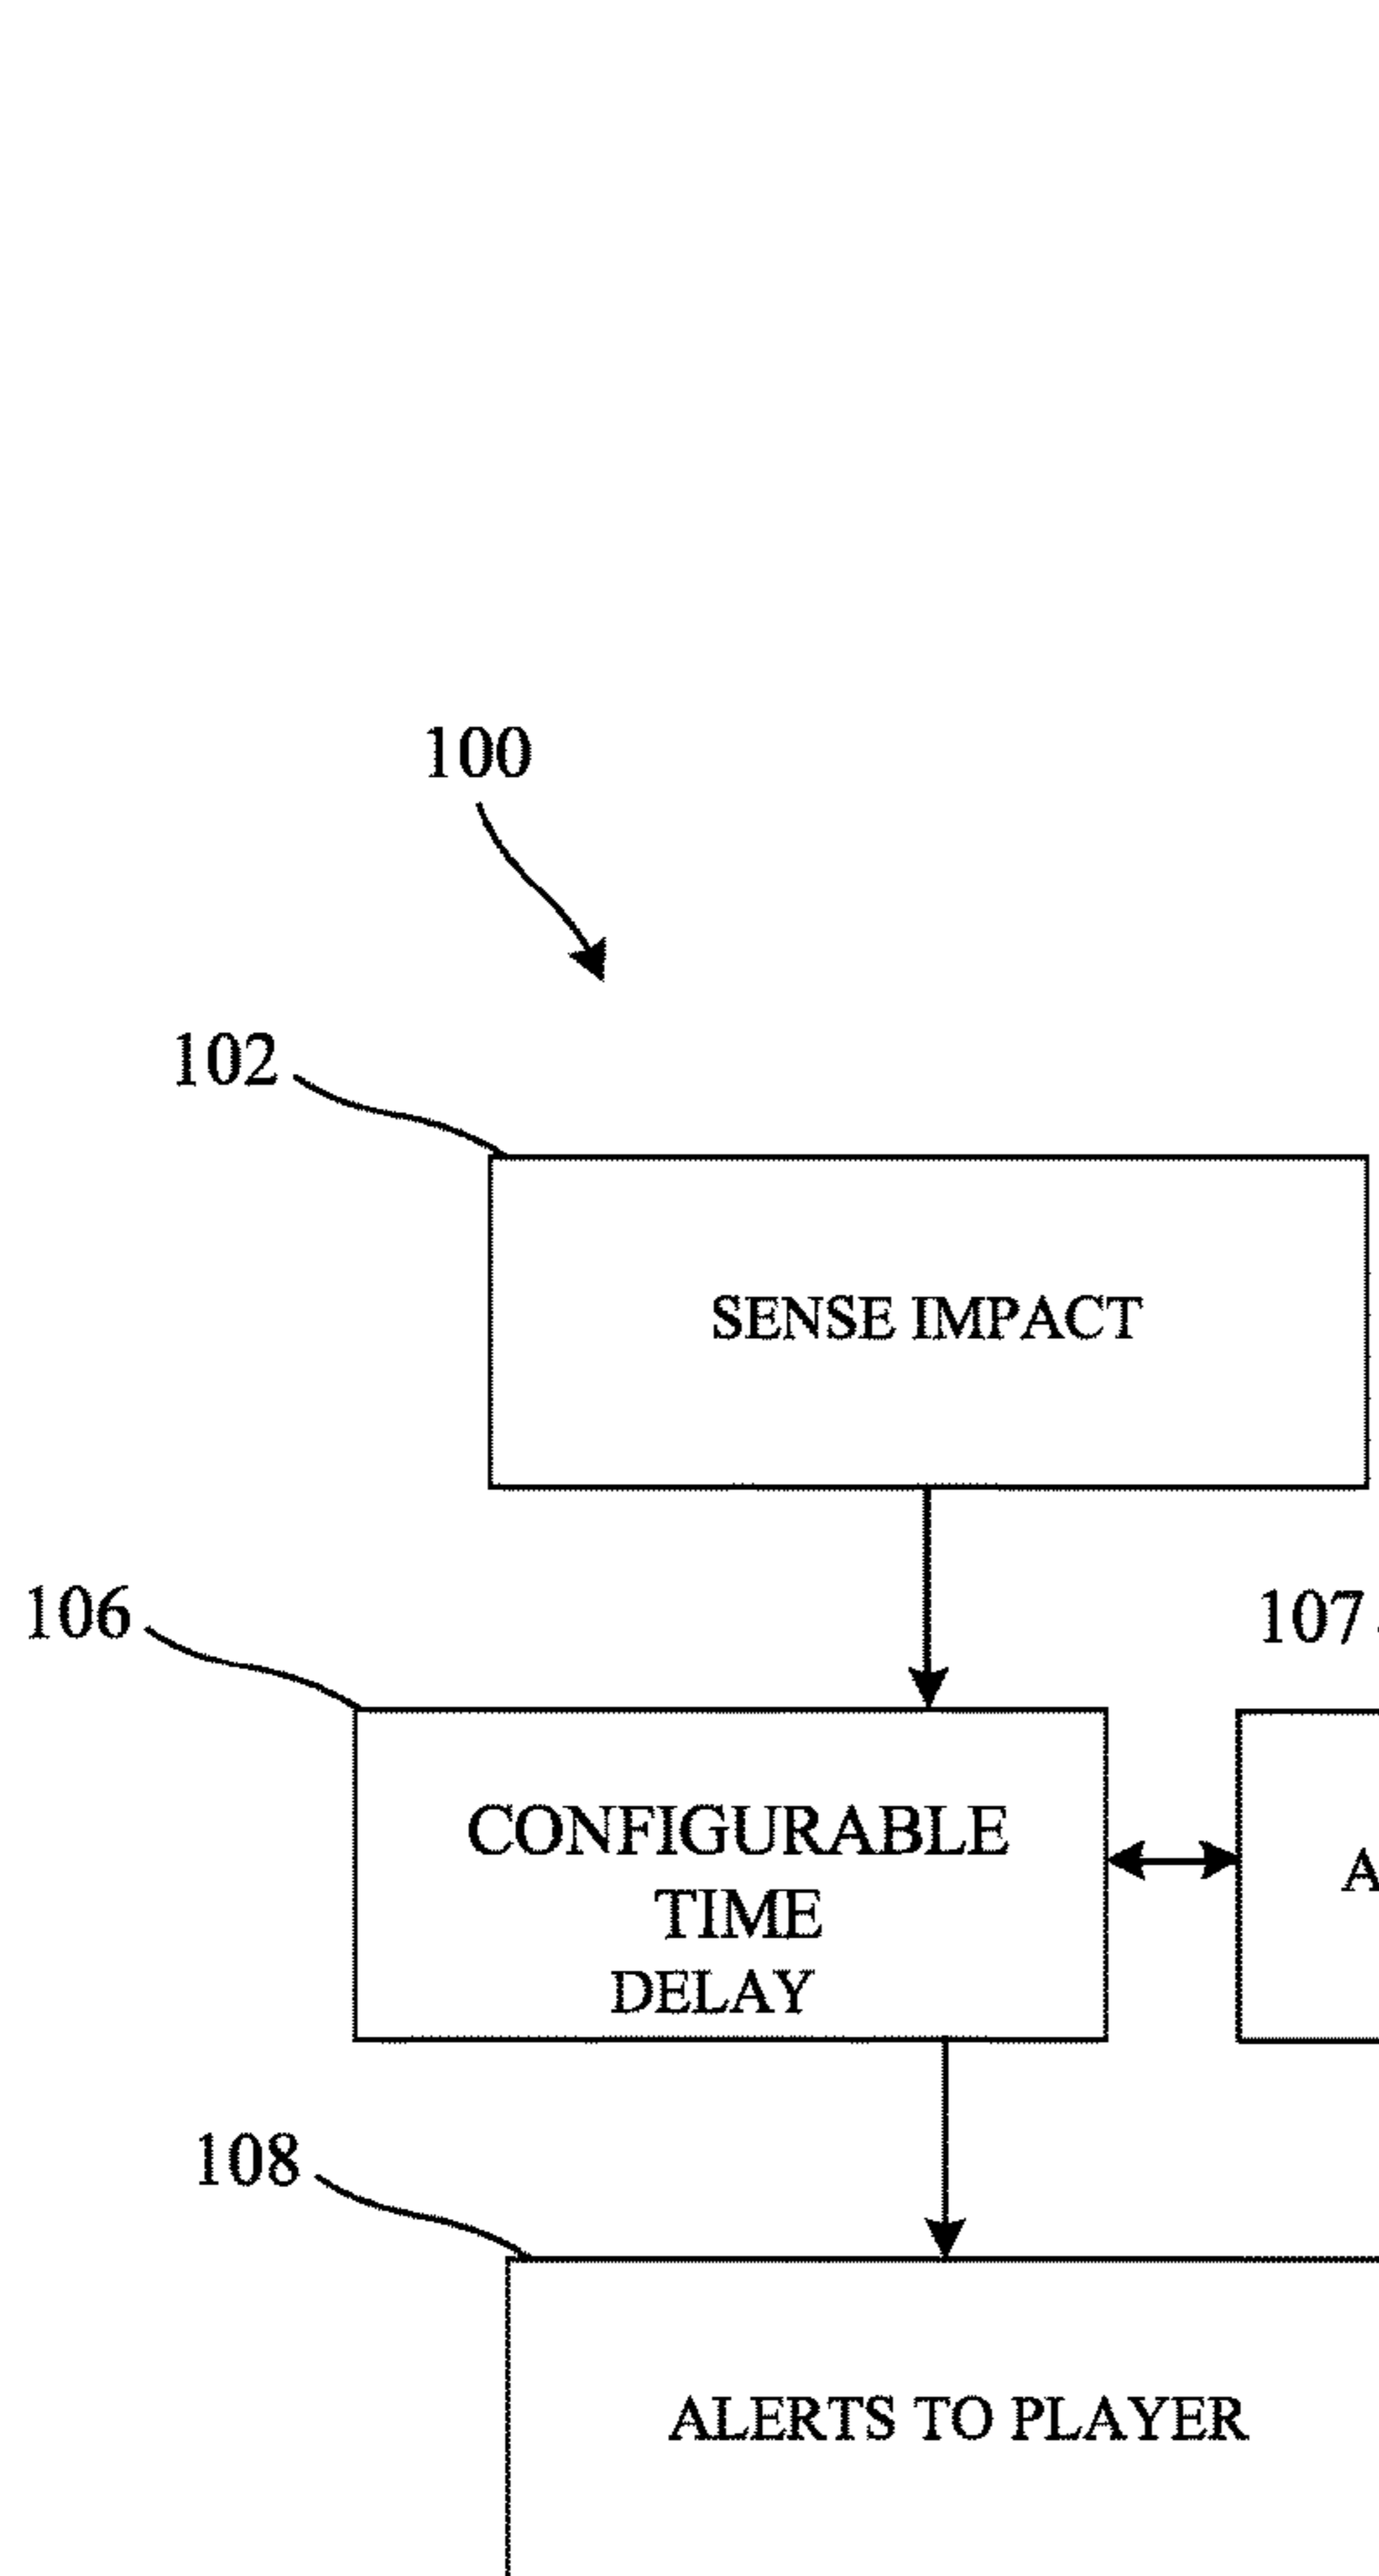 100
102
SENSE IMPACT
106
107
CONFIGURABLE
TIME
DELAY
A
108
ALERTS TO PLAYER